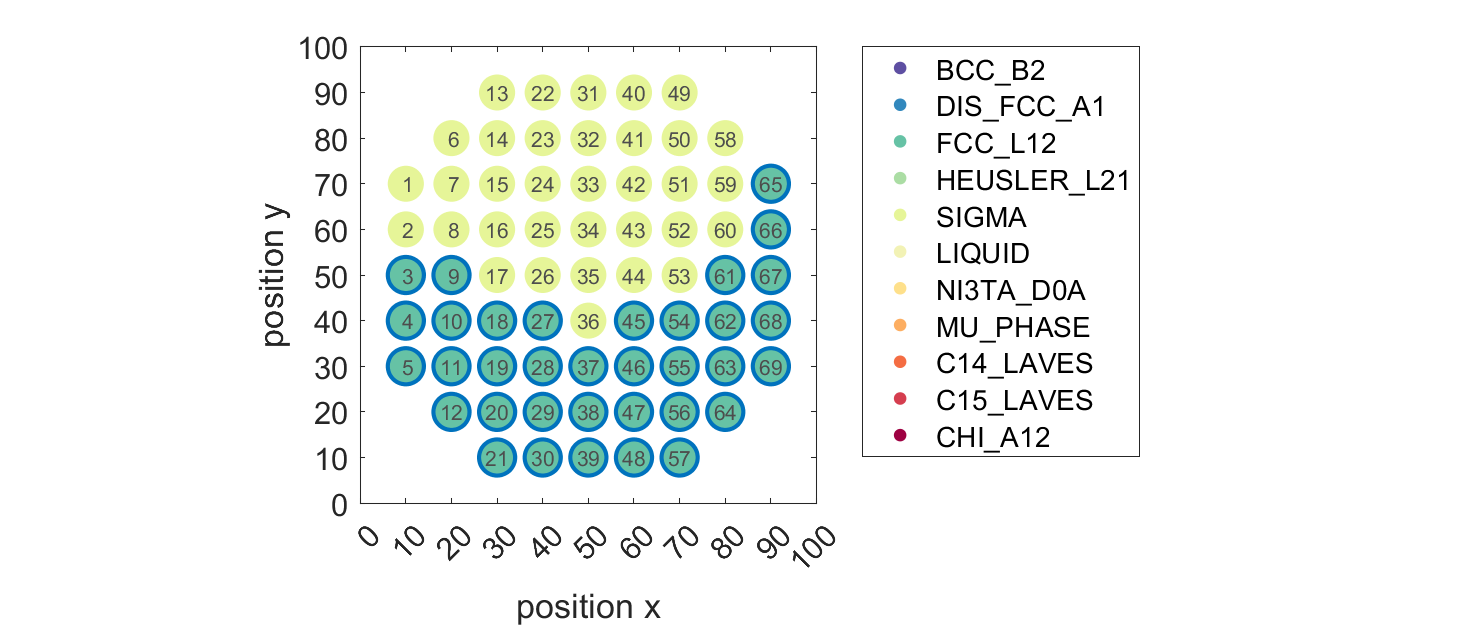 100
90 13 22 31 40 49
80 6 14 23 32 41 50 58
70 1 7 15 24 33 42 51 59 65
60 2 8 16 25 34 43 52 60 66
50 3 9 17 26 35 44 53 61 67
40 4 10 18 27 36 45 54 62 68
30 5 11 19 28 37 46 55 63 69
20 12 20 29 38 47 56 64
10 21 30 39 48 57
0
0 10 20 30 40 50 60 70 80 90 100
position x
position y
BCC_B2
DIS_FCC_A1
FCC_L12
HEUSLER_L21
SIGMA
LIQUID
NI3TA_D0A
MU_PHASE
C14_LAVES
C15_LAVES
CHI_A12